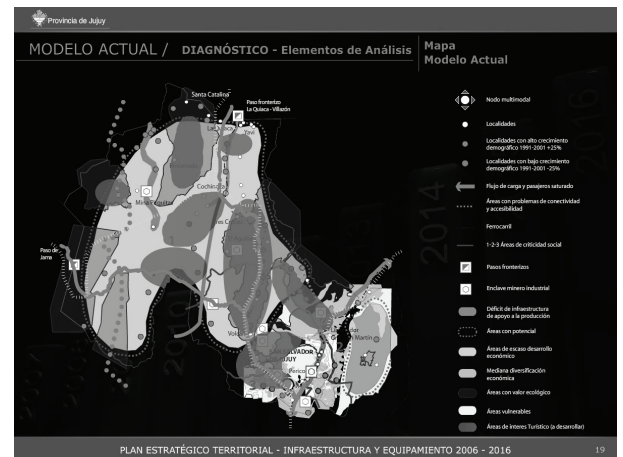 Provincia de Jujuy
MODELO ACTUAL / DIAGNÓSTICO - Elementos de Análisis
Mapa
Modelo Actual
Santa Catalina
Paso fronterizo
La Quiaca - Villazón
Yavi
Cochinoca
Mina Pirquitas
Paso de
Jama
Perico
Nodo multimodal
Localidades
Localidades con alto crecimiento
demográfico 1991-2001 +25%
Localidades con bajo crecimiento
demográfico 1991-2001 -25%
Flujo de carga y pasajeros saturado
Áreas con problemas de conectividad
y accesibilidad
Ferrocarril
1-2-3 Áreas de criticidad social
Pasos fronterizos
Enclave minero industrial
Déficit de infraestructura
de apoyo a la producción
Áreas con potencial
Áreas de escaso desarrollo
económico
Mediana diversificación
económica
Áreas con valor ecológico
Áreas vulnerables
Áreas de interes Turístico (a desarrollar)
PLAN ESTRATÉGICO TERRITORIAL - INFRAESTRUCTURA Y EQUIPAMIENTO 2006 - 2016
19